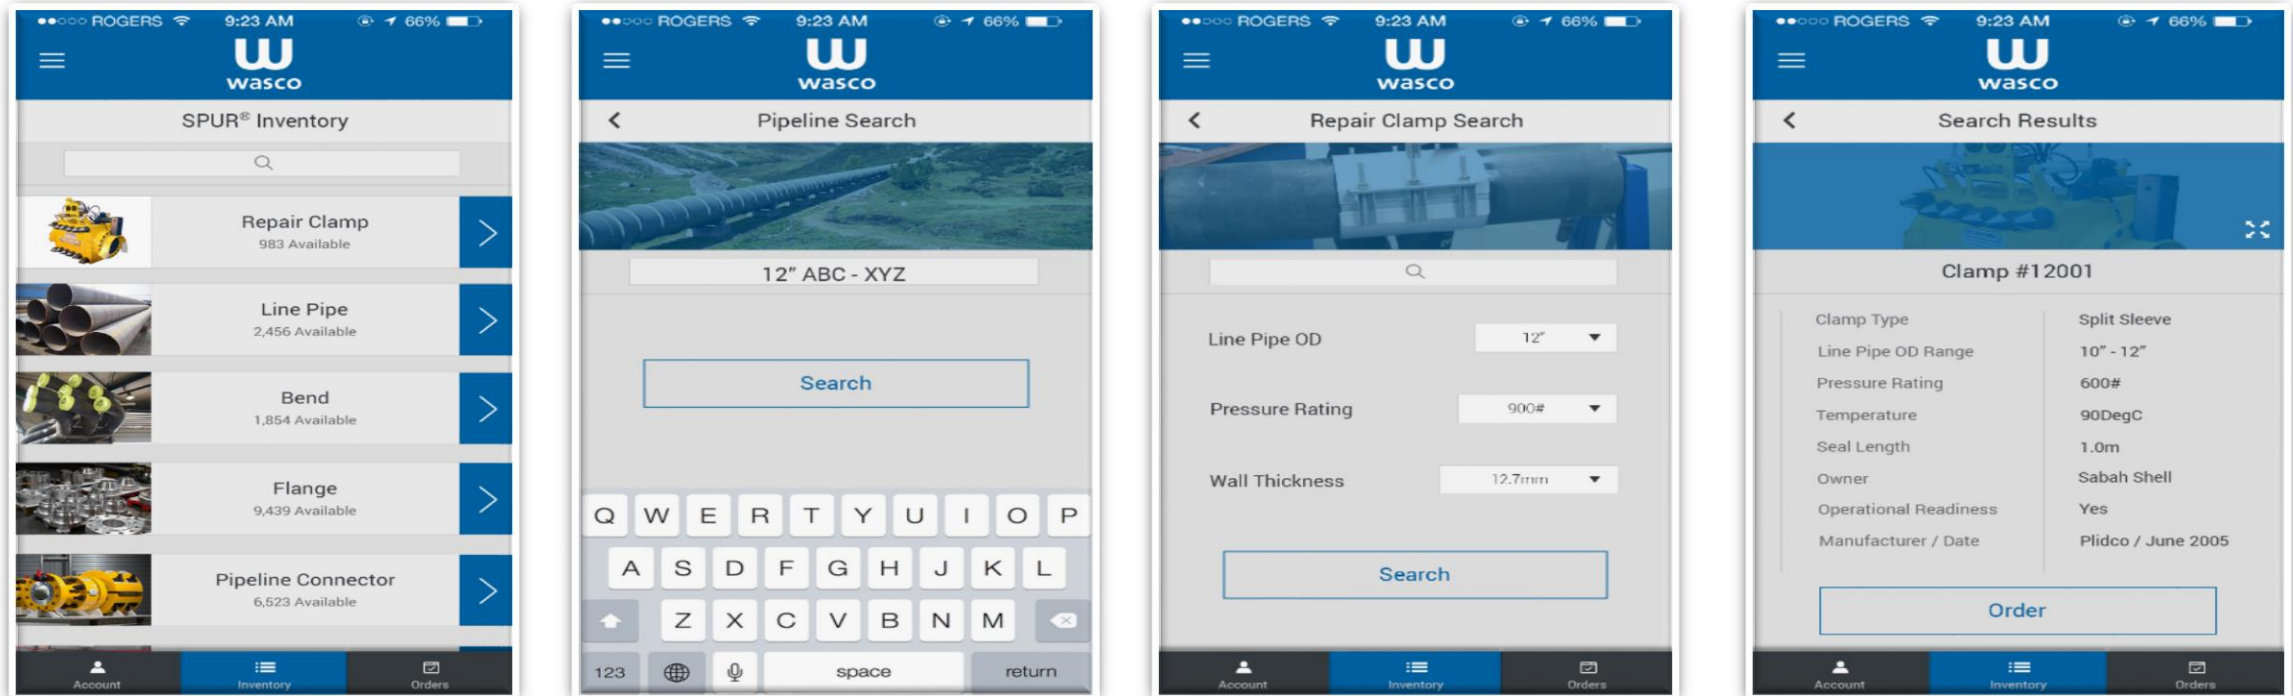 ROGERS 9:23 AM 66%
wasco
SPUR® Inventory
Repair Clamp
983 Available
Line Pipe
2,456 Available
Bend
1,854 Available
Flange
9,439 Available
Pipeline Connector
6,523 Available
Account Inventory Orders
ROGERS 9:23 AM 66%
wasco
Pipeline Search
12" ABC - XYZ
Search
Q W E R T Y U I O P
A S D F G H J K L
Z X C V B N M
123 space return
ROGERS 9:23 AM 66%
wasco
Repair Clamp Search
Line Pipe OD 12"
Pressure Rating 900#
Wall Thickness 12.7mm
Search
Account Inventory Orders
ROGERS 9:23 AM 66%
wasco
Search Results
Clamp #12001
Clamp Type Split Sleeve
Line Pipe OD Range 10" - 12"
Pressure Rating 600#
Temperature 90DegC
Seal Length 1.0m
Owner Sabah Shell
Operational Readiness Yes
Manufacturer / Date Plidco / June 2005
Order
Account Inventory Orders